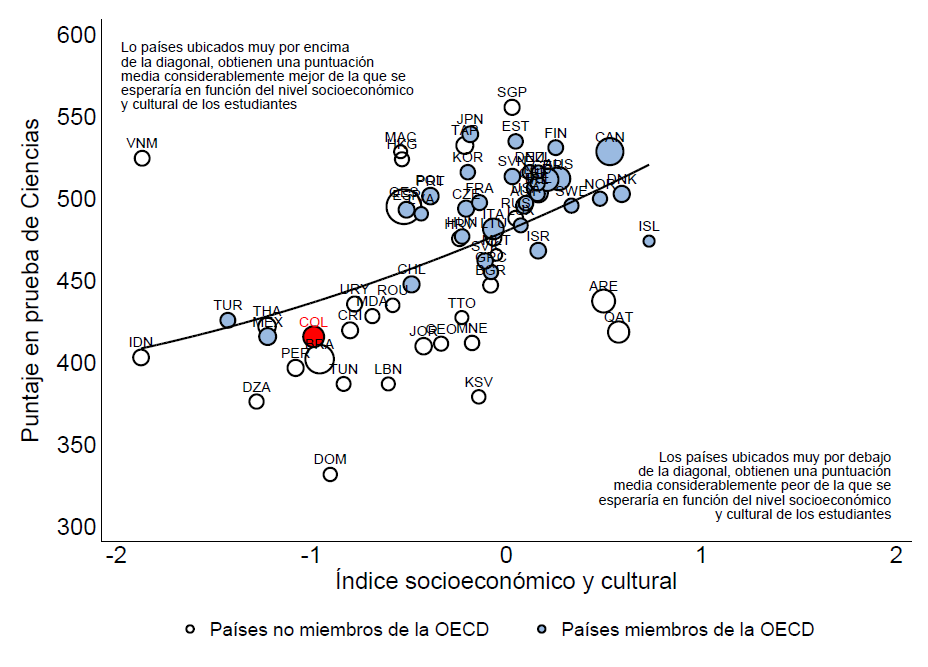 600
Lo países ubicados muy por encima
de la diagonal, obtienen una puntuación
media considerablemente mejor de la que se
esperaría en función del nivel socioeconómico
y cultural de los estudiantes
SGP
550
JPN
EST
FIN
VNM
MAC
HKG
TAP
CAN
KOR
DNK
NOR
SWE
FRA
CZE
RUS
500
ITA
LTU
HUN
ISR
ISL
GRC
BGR
450
CHL
ARE
URY
ROU
MDA
TTO
TUR
THA
MEX
COL
CRI
QAT
IDN
BRA
JOR
GEO
MNE
400
PER
TUN
LBN
KSV
DZA
350
DOM
Los países ubicados muy por debajo
de la diagonal, obtienen una puntuación
media considerablemente peor de la que se
esperaría en función del nivel socioeconómico
y cultural de los estudiantes
300
Puntaje en prueba de Ciencias
-2
-1
0
1
2
Índice socioeconómico y cultural
Países no miembros de la OECD
Países miembros de la OECD